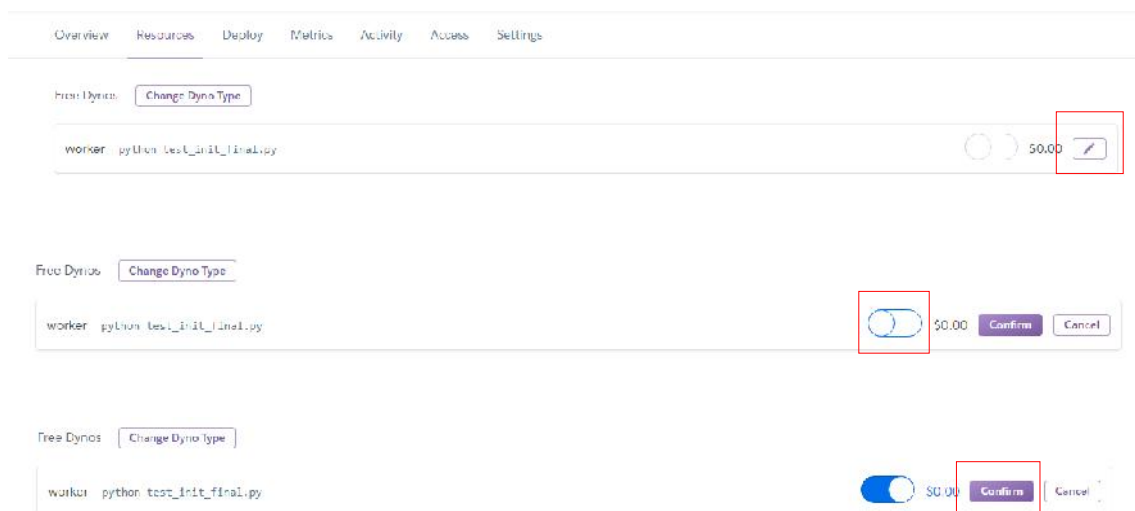 Overview Resources Deploy Metrics Activity Access Settings
Free Dynos Change Dyno Type
worker python test_init_final.py $0.00
Free Dynos Change Dyno Type
worker python test_init_final.py $0.00 Confirm Cancel
Free Dynos Change Dyno Type
worker python test_init_final.py $0.00 Confirm Cancel